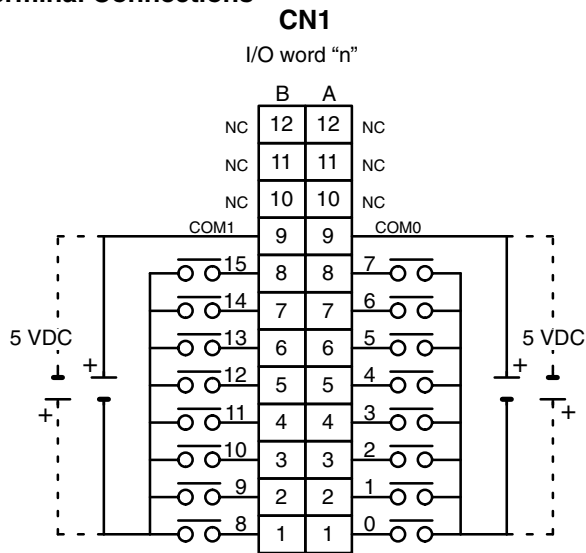 Terminal Connections
CN1
I/O word “n”
B A
NC 12 12 NC
NC 11 11 NC
NC 10 10 NC
COM1 9 9 COM0
15 8 8 7
14 7 7 6
5 VDC 13 6 6 5 5 VDC
+ 12 5 5 4 +
+ 11 4 4 3 +
10 3 3 2
9 2 2 1
8 1 1 0